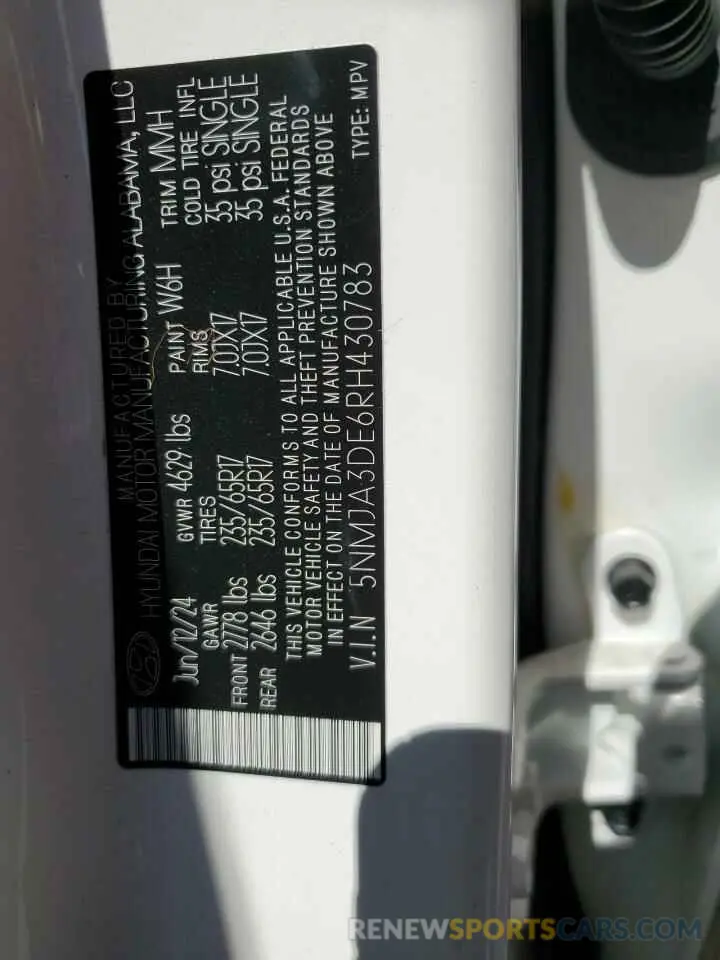 MANUFACTURED BY
HYUNDAI MOTOR MANUFACTURING ALABAMA, LLC
Jun/12/24 GVWR 4629 lbs PAINT W6H TRIM MMH
GAWR TIRES RIMS COLD TIRE INFL
FRONT 2778 lbs 235/65R17 7.0JX17 35 psi SINGLE
REAR 2646 lbs 235/65R17 7.0JX17 35 psi SINGLE
THIS VEHICLE CONFORMS TO ALL APPLICABLE U.S.A. FEDERAL
MOTOR VEHICLE SAFETY AND THEFT PREVENTION STANDARDS
IN EFFECT ON THE DATE OF MANUFACTURE SHOWN ABOVE
V.I.N 5NMJA3DE6RH430783 TYPE: MPV
RENEWSPORTSCARS.COM